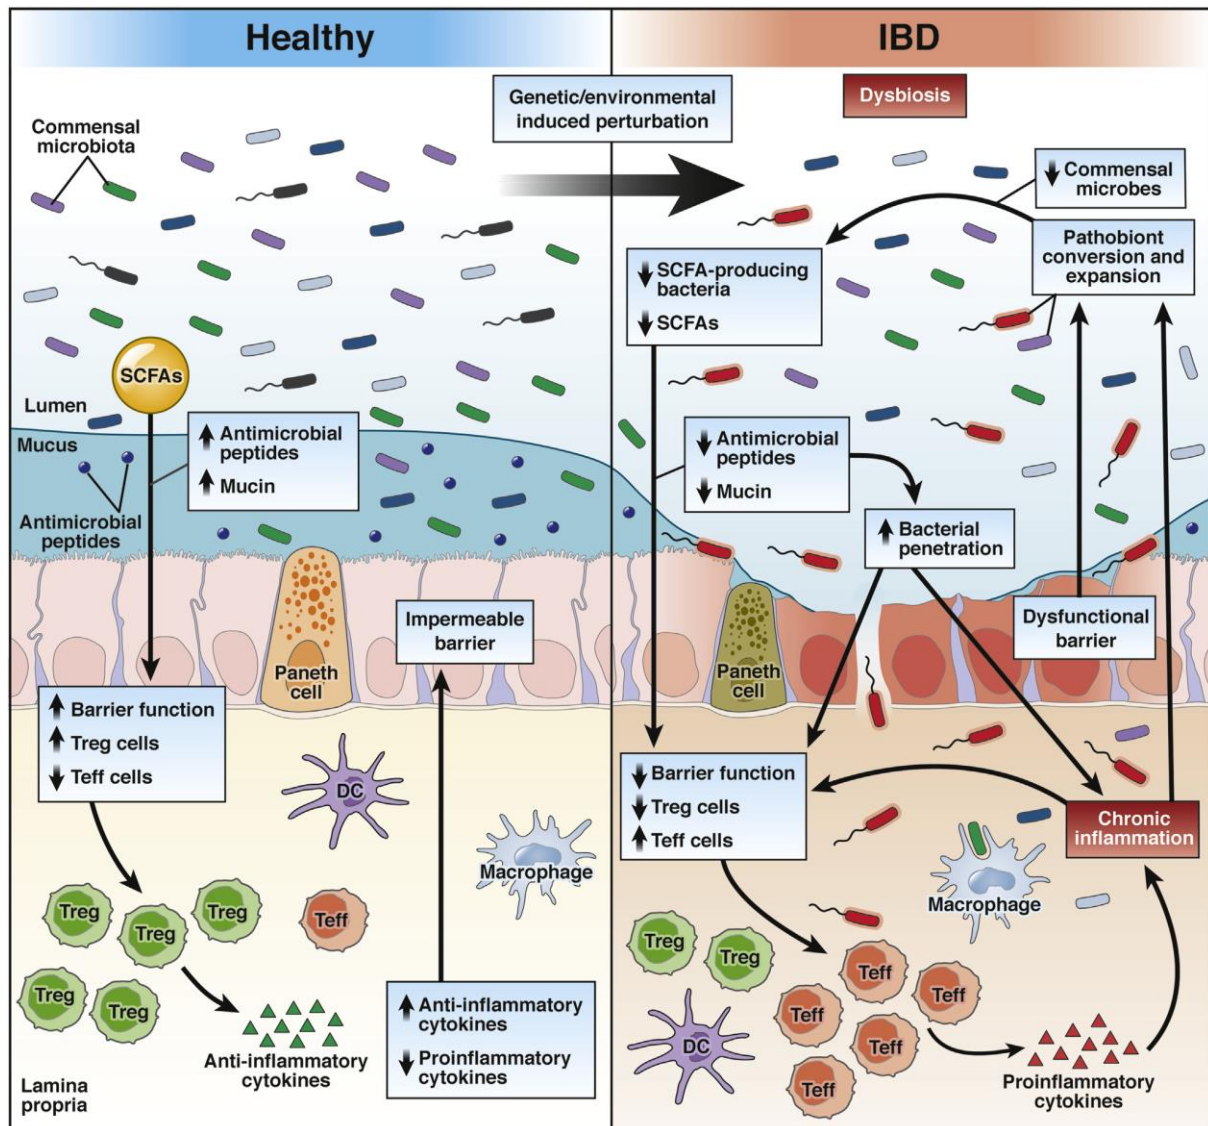 Healthy
IBD
Genetic/environmental
induced perturbation
Dysbiosis
Commensal
microbiota
Commensal
microbes
Pathobiont
conversion and
expansion
SCFA-producing
bacteria
SCFAs
SCFAs
Lumen
Mucus
Antimicrobial
peptides
Mucin
Antimicrobial
peptides
Antimicrobial
peptides
Mucin
Bacterial
penetration
Impermeable
barrier
Dysfunctional
barrier
Paneth
cell
Paneth
cell
Barrier function
Treg cells
Teff cells
DC
Macrophage
Barrier function
Treg cells
Teff cells
Chronic
inflammation
Macrophage
Treg
Treg
Treg
Treg
Treg
Teff
Anti-inflammatory
cytokines
Anti-inflammatory
cytokines
Proinflammatory
cytokines
Lamina
propria
Treg
Treg
DC
Teff
Teff
Teff
Teff
Teff
Proinflammatory
cytokines